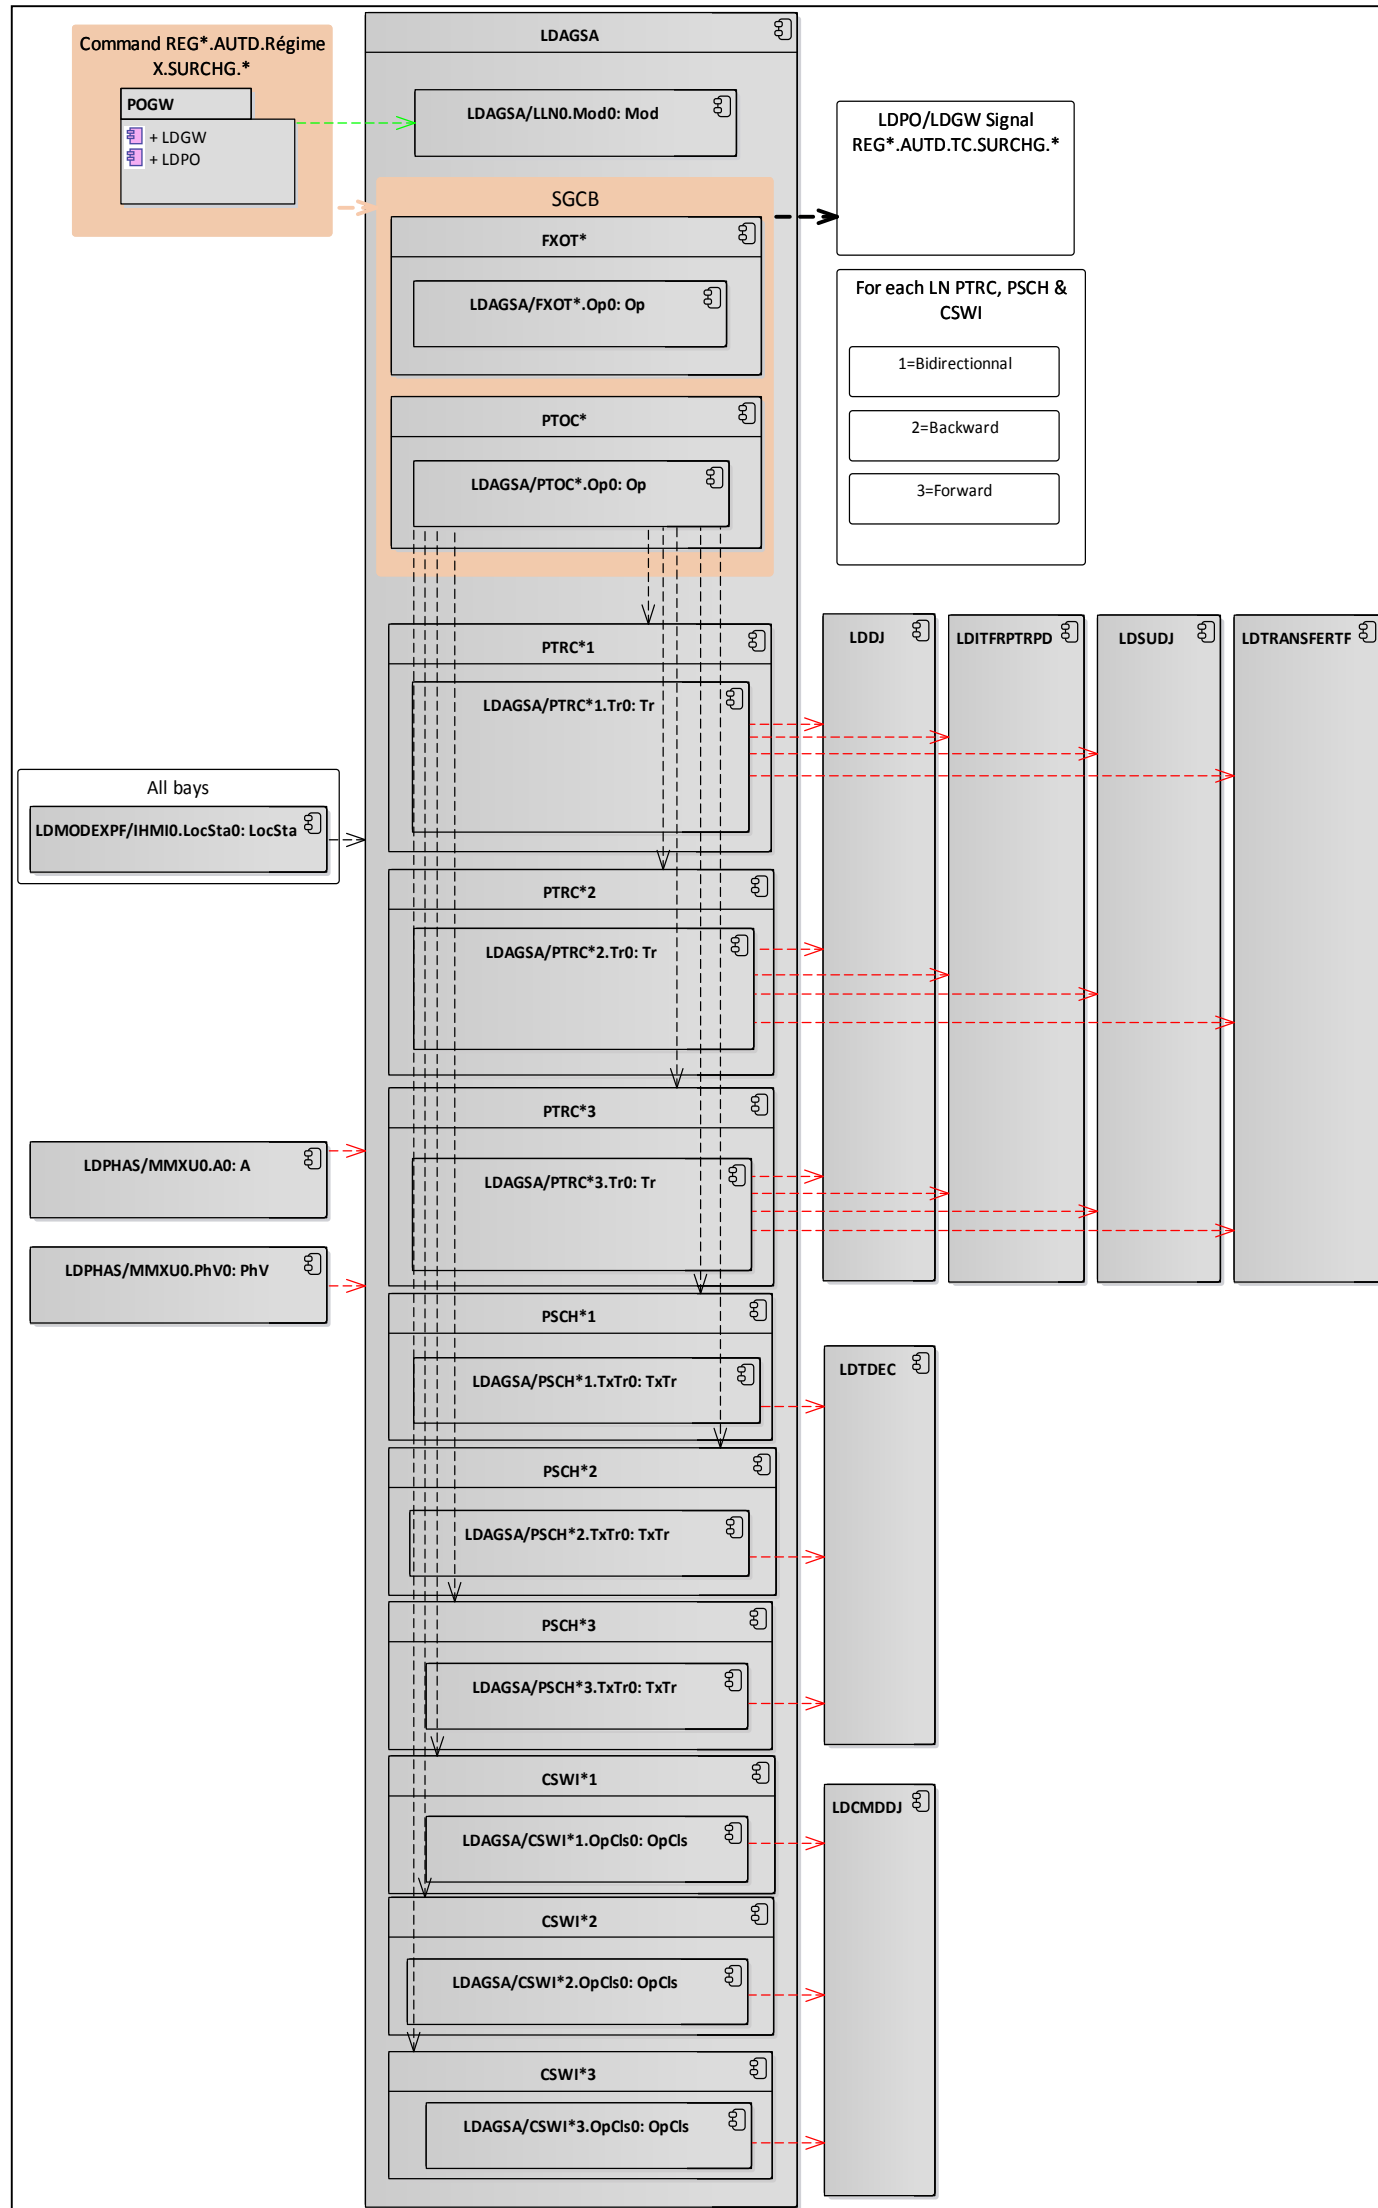 Command REG*.AUTD.Régime
X.SURCHG.*
POGW
+ LDGW
+ LDPO
LDAGSA
LDAGSA/LLN0.Mod0: Mod
SGCB
FXOT*
LDAGSA/FXOT*.Op0: Op
PTOC*
LDAGSA/PTOC*.Op0: Op
LDPO/LDGW Signal
REG*.AUTD.TC.SURCHG.*
For each LN PTRC, PSCH &
CSWI
1=Bidirectionnal
2=Backward
3=Forward
PTRC*1
LDAGSA/PTRC*1.Tr0: Tr
LDDJ
LDITFRPTRPD
LDSUDJ
LDTRANSFERTF
All bays
LDMODEXPF/IHMI0.LocSta0: LocSta
PTRC*2
LDAGSA/PTRC*2.Tr0: Tr
PTRC*3
LDAGSA/PTRC*3.Tr0: Tr
LDPHAS/MMXU0.A0: A
LDPHAS/MMXU0.PhV0: PhV
PSCH*1
LDAGSA/PSCH*1.TxTr0: TxTr
LDTDEC
PSCH*2
LDAGSA/PSCH*2.TxTr0: TxTr
PSCH*3
LDAGSA/PSCH*3.TxTr0: TxTr
CSWI*1
LDAGSA/CSWI*1.OpCls0: OpCls
LDCMDDJ
CSWI*2
LDAGSA/CSWI*2.OpCls0: OpCls
CSWI*3
LDAGSA/CSWI*3.OpCls0: OpCls